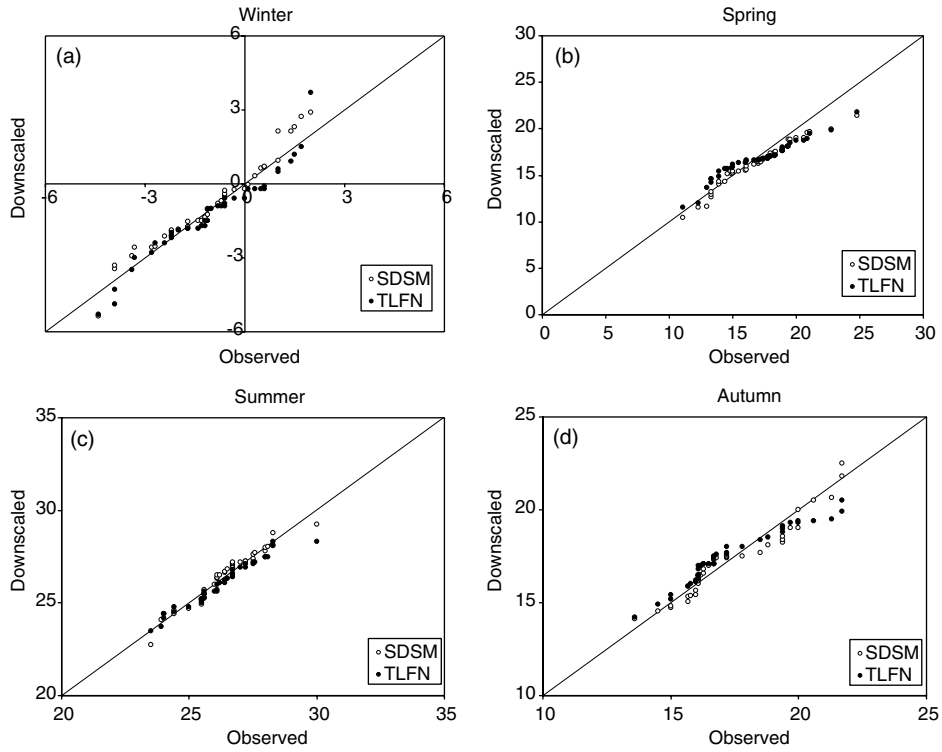 Winter
(a)
6
3
0
-3
-6
-6
-3
0
3
6
Downscaled
Observed
SDSM
TLFN
Spring
(b)
30
25
20
15
10
5
0
0
5
10
15
20
25
30
Downscaled
Observed
SDSM
TLFN
Summer
(c)
35
30
25
20
20
25
30
35
Downscaled
Observed
SDSM
TLFN
Autumn
(d)
25
20
15
10
10
15
20
25
Downscaled
Observed
SDSM
TLFN